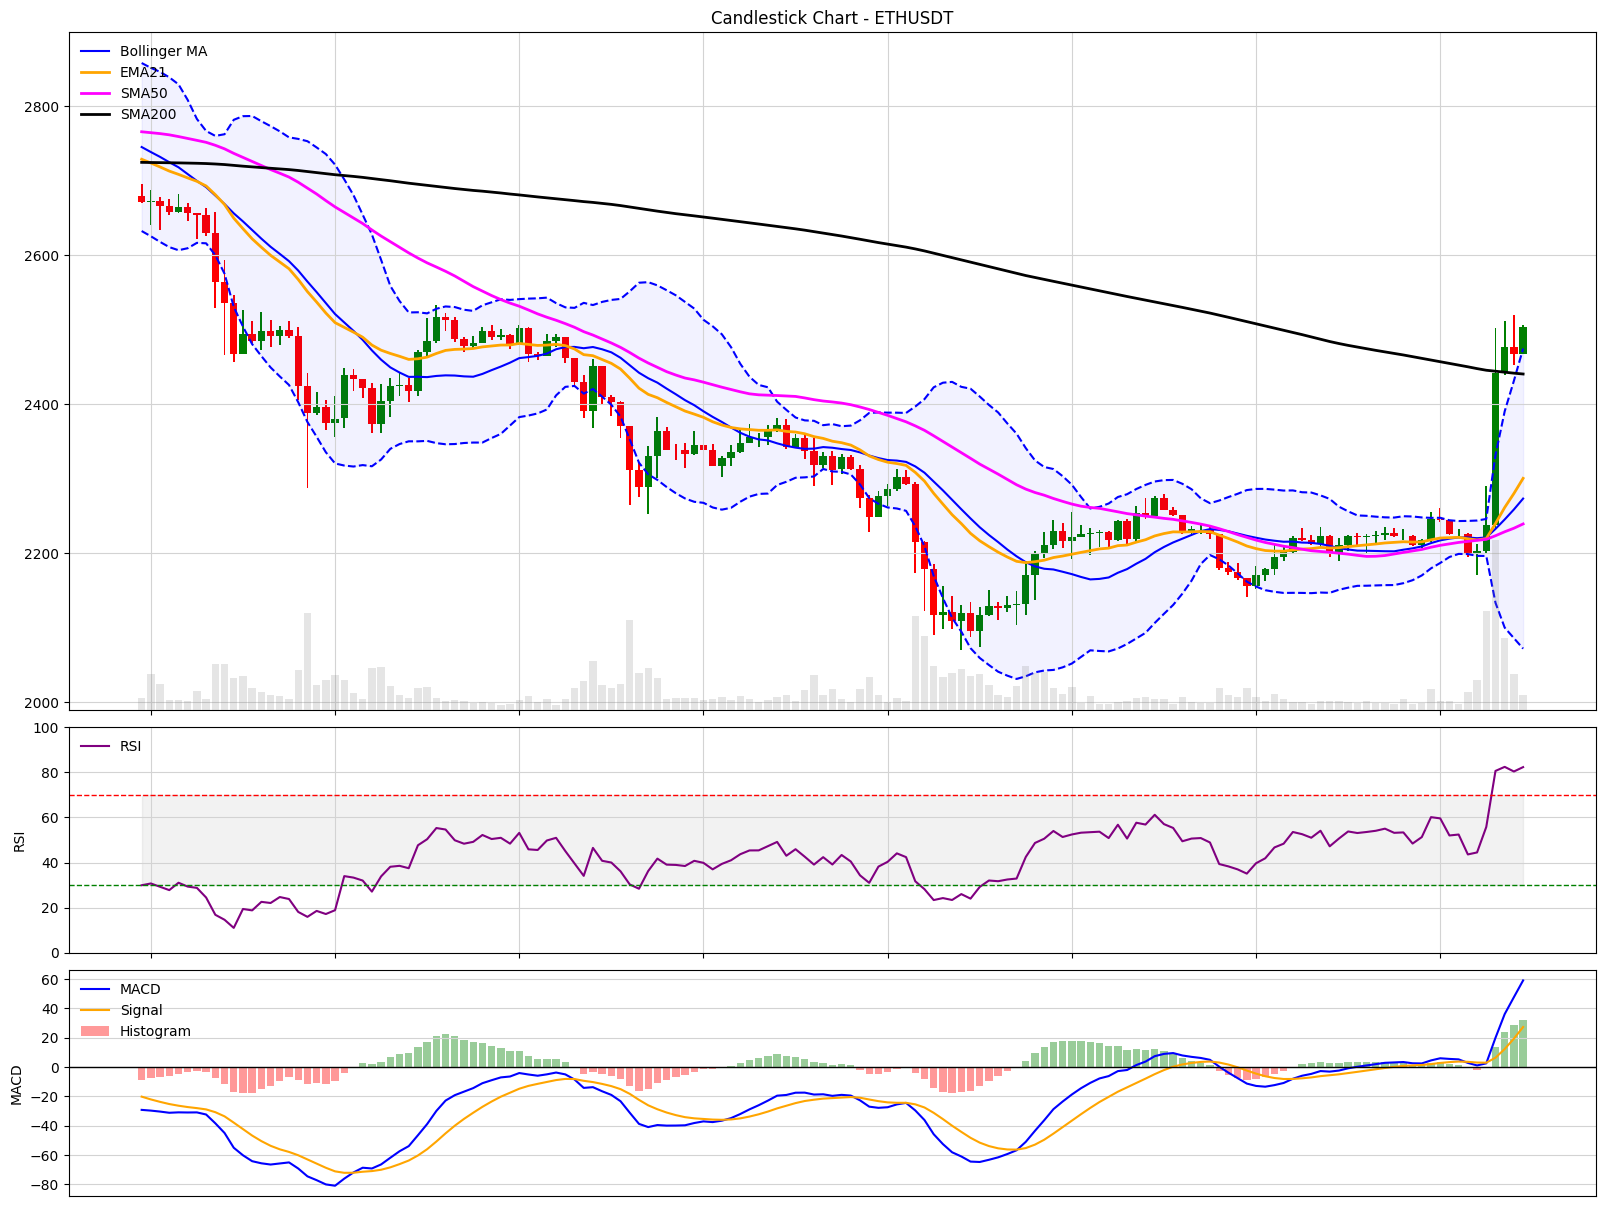 Candlestick Chart - ETHUSDT
Bollinger MA
EMA21
SMA50
SMA200
2800
2600
2400
2200
2000
RSI
100
80
60
40
20
0
RSI
MACD
Signal
Histogram
60
40
20
0
−20
−40
−60
−80
MACD